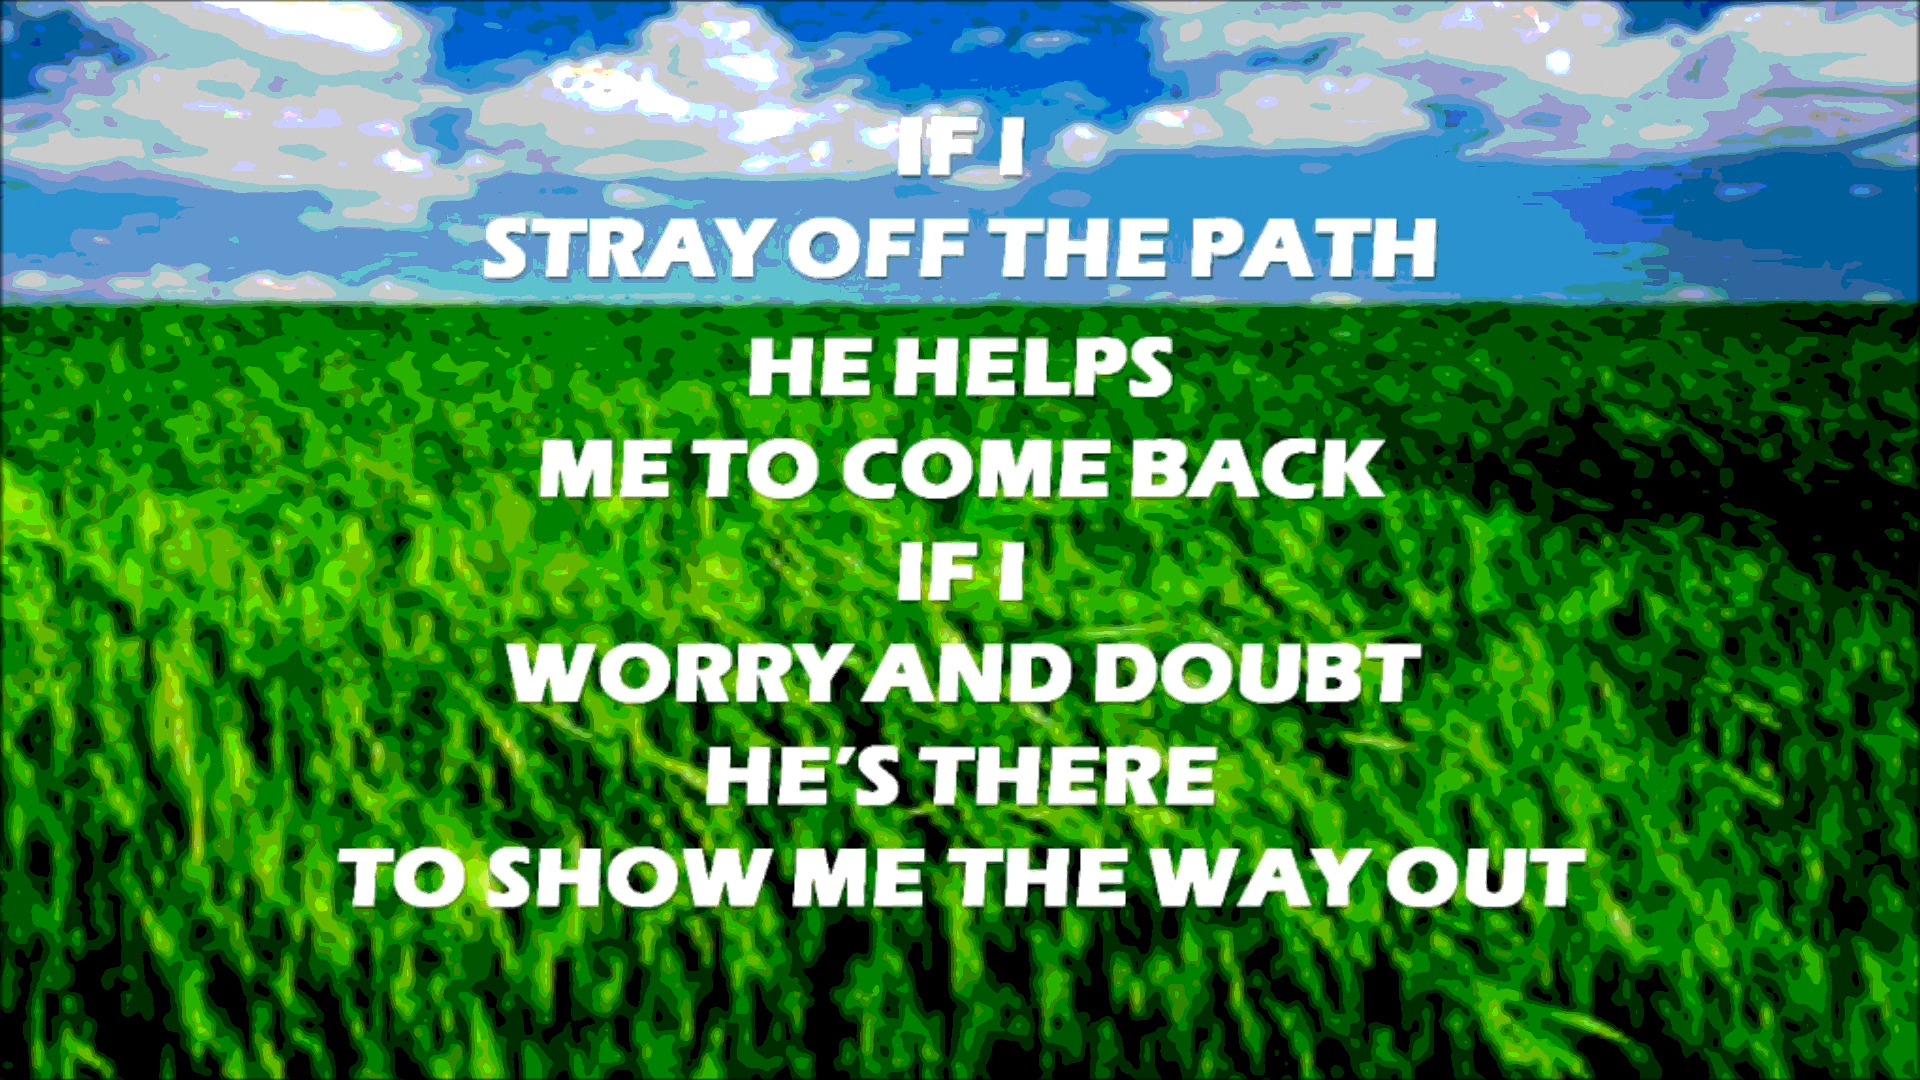 IF I
STRAY OFF THE PATH
HE HELPS
ME TO COME BACK
IF I
WORRY AND DOUBT
HE'S THERE
TO SHOW ME THE WAY OUT